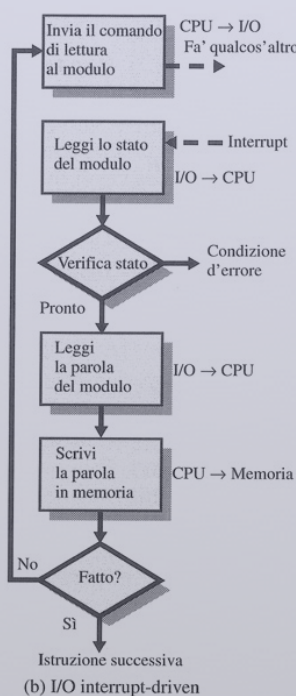 Invia il comando
di lettura
al modulo
CPU → I/O
Fa' qualcos'altro
Leggi lo stato
del modulo
Interrupt
I/O → CPU
Verifica stato
Condizione
d'errore
Pronto
Leggi
la parola
del modulo
I/O → CPU
Scrivi
la parola
in memoria
CPU → Memoria
No
Fatto?
Sì
Istruzione successiva
(b) I/O interrupt-driven